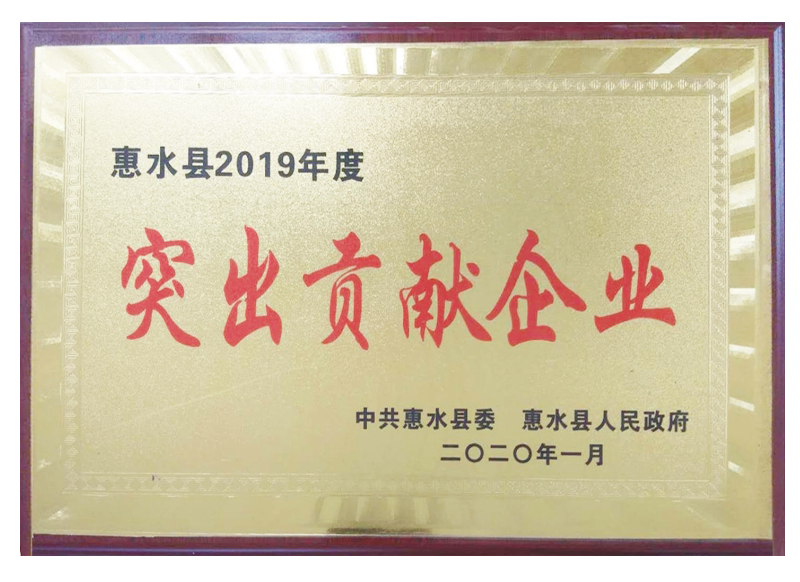 惠水县2019年度
突出贡献企业
中共惠水县委 惠水县人民政府
二〇二〇年一月